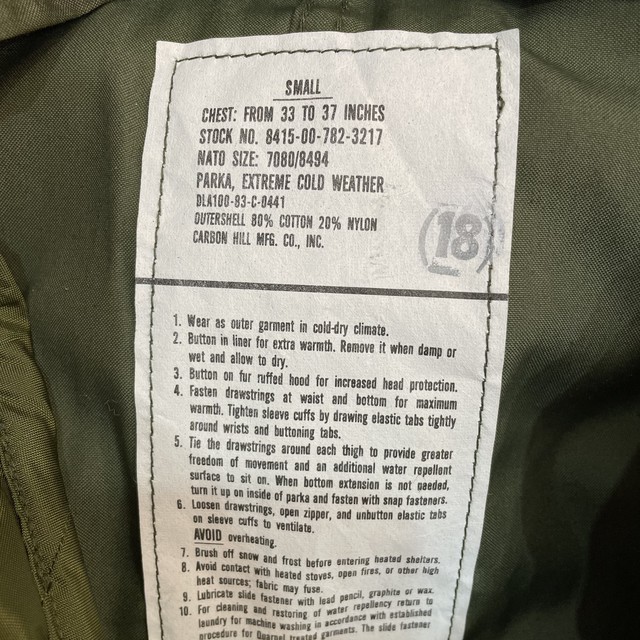 SMALL
CHEST: FROM 33 TO 37 INCHES
STOCK NO. 8415-00-782-3217
NATO SIZE: 7080/8494
PARKA, EXTREME COLD WEATHER
DLA100-83-C-0441
OUTERSHELL 80% COTTON 20% NYLON
CARBON HILL MFG. CO., INC.
(18)
1. Wear as outer garment in cold-dry climate.
2. Button in liner for extra warmth. Remove it when damp or
wet and allow to dry.
3. Button on fur ruffed hood for increased head protection.
4. Fasten drawstrings at waist and bottom for maximum
warmth. Tighten sleeve cuffs by drawing elastic tabs tightly
around wrists and buttoning tabs.
5. Tie the drawstrings around each thigh to provide greater
freedom of movement and an additional water repellent
surface to sit on. When bottom extension is not needed,
turn it up on inside of parka and fasten with snap fasteners.
6. Loosen drawstrings, open zipper, and unbutton elastic tabs
on sleeve cuffs to ventilate.
AVOID overheating.
7. Brush off snow and frost before entering heated shelters.
8. Avoid contact with heated stoves, open fires, or other high
heat sources; fabric may fuse.
9. Lubricate slide fastener with lead pencil, graphite or wax.
10. For cleaning and restoring of water repellency return to
laundry for machine washing in accordance with established
procedure for Quarpel treated garments. The slide fastener